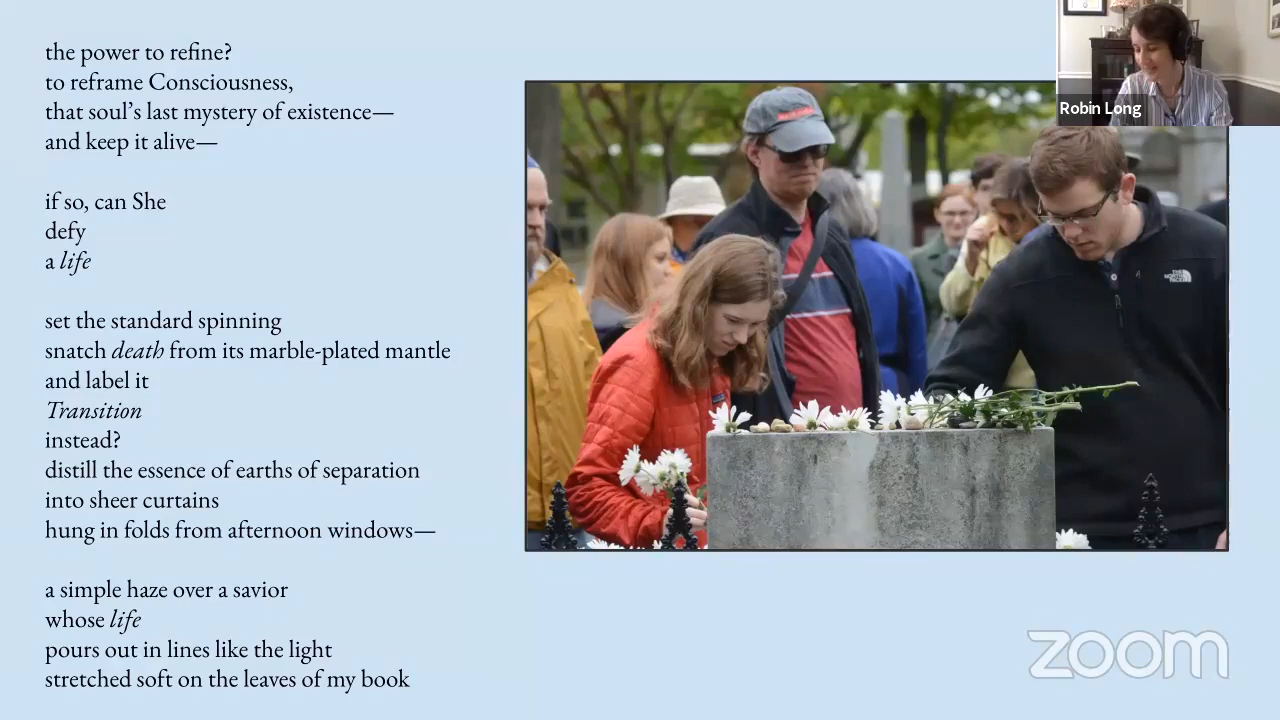 the power to refine?
to reframe Consciousness,
that soul's last mystery of existence—
and keep it alive—
if so, can She
defy
a life
set the standard spinning
snatch death from its marble-plated mantle
and label it
Transition
instead?
distill the essence of earths of separation
into sheer curtains
hung in folds from afternoon windows—
a simple haze over a savior
whose life
pours out in lines like the light
stretched soft on the leaves of my book
Robin Long
THE NORTH FACE
zoom